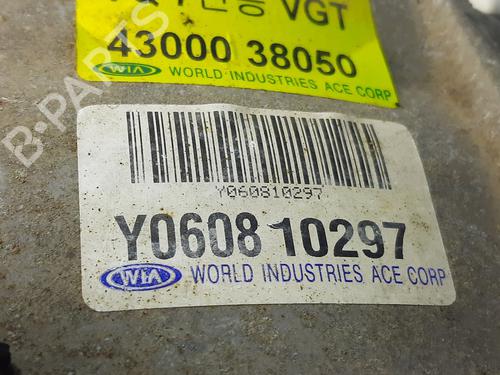 VGT
43000 38050
WIA WORLD INDUSTRIES ACE CORP
Y060810297
Y0608 10297
WIA WORLD INDUSTRIES ACE CORP
B-PARTS